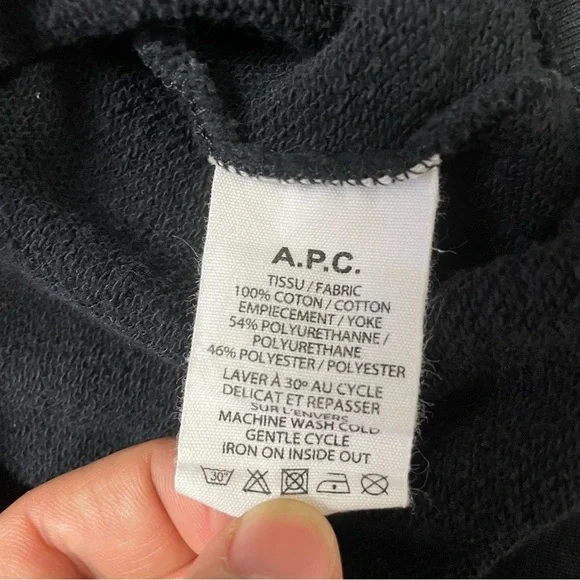 A.P.C.
TISSU / FABRIC
100% COTON / COTTON
EMPIECEMENT / YOKE
54% POLYURETHANNE /
POLYURETHANE
46% POLYESTER / POLYESTER
LAVER À 30º AU CYCLE
DELICAT ET REPASSER
SUR L'ENVERS
MACHINE WASH COLD
GENTLE CYCLE
IRON ON INSIDE OUT
30°